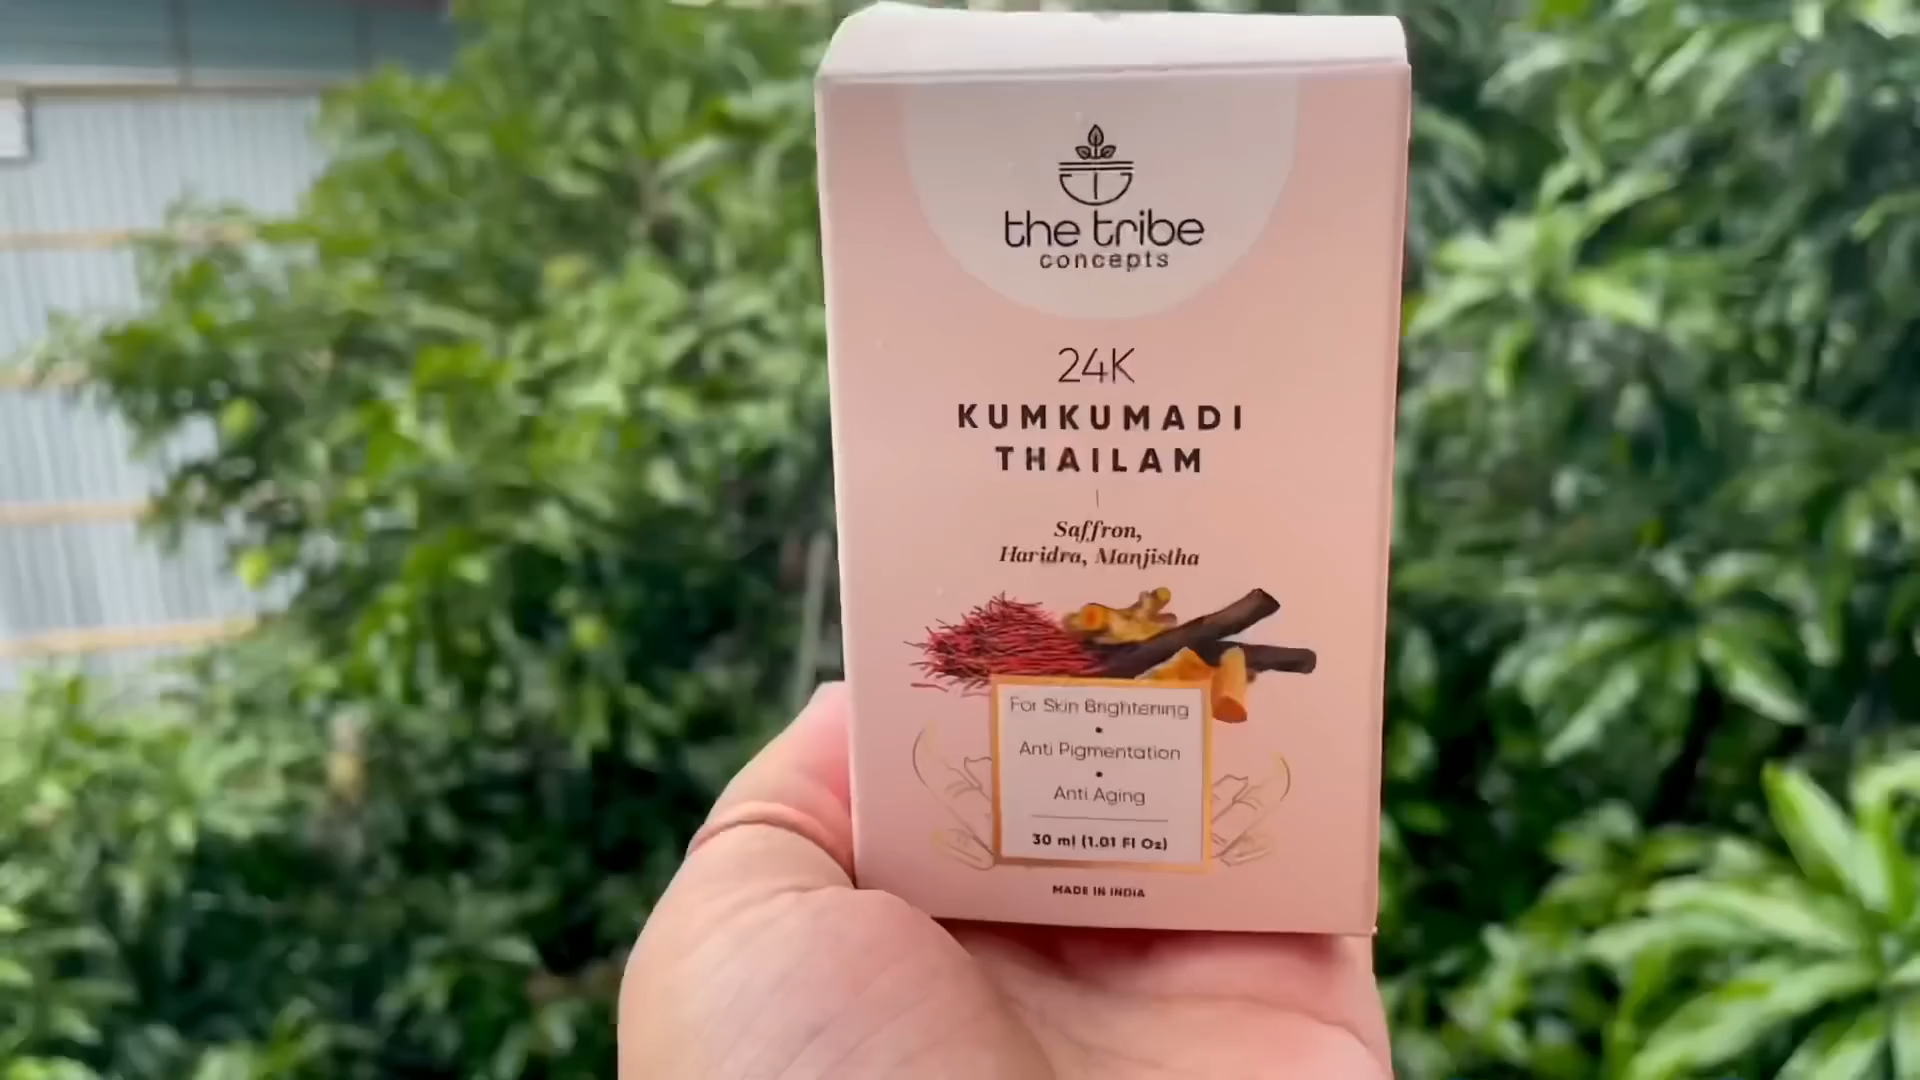 the tribe
concepts
24K
KUMKUMADI
THAILAM
Saffron,
Haridra, Manjistha
For Skin Brightening
•
Anti Pigmentation
•
Anti Aging
30 ml (1.01 Fl Oz)
MADE IN INDIA